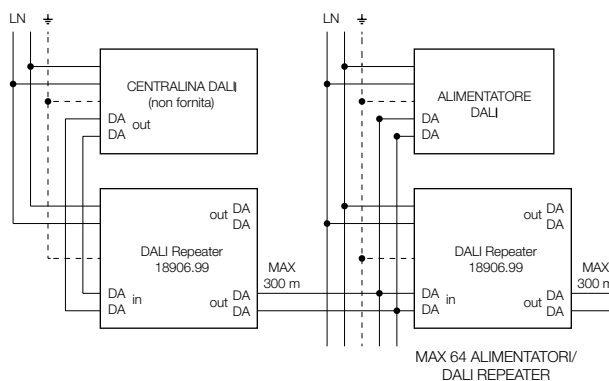 LN
CENTRALINA DALI
(non fornita)
DA
DA
out
LN
ALIMENTATORE
DALI
DA
DA
out DA
DA
DALI Repeater
18906.99
DA
DA
in
out DA
DA
MAX
300 m
out DA
DA
DALI Repeater
18906.99
DA
DA
in
out DA
DA
MAX
300 m
MAX 64 ALIMENTATORI/
DALI REPEATER